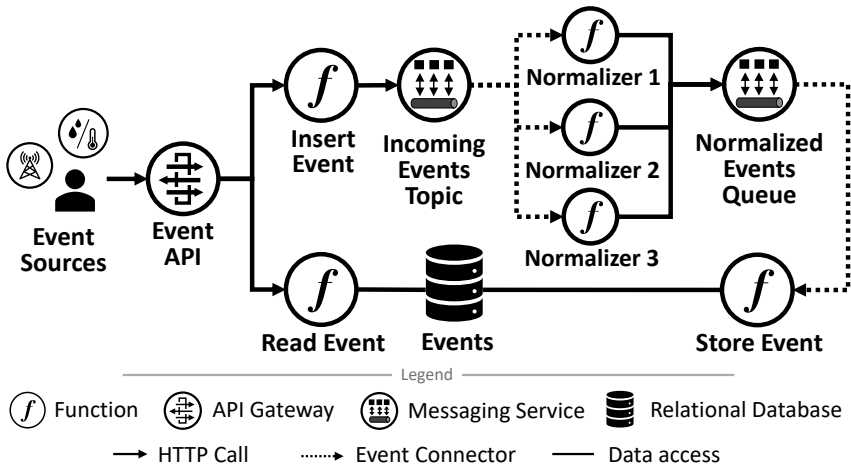 f
Normalizer 1
f
Insert
Event
Incoming
Events
Topic
f
Normalizer 2
Normalized
Events
Queue
f
Normalizer 3
Event
Sources
Event
API
f
Read Event
Events
f
Store Event
Legend
f Function API Gateway Messaging Service Relational Database
HTTP Call Event Connector Data access